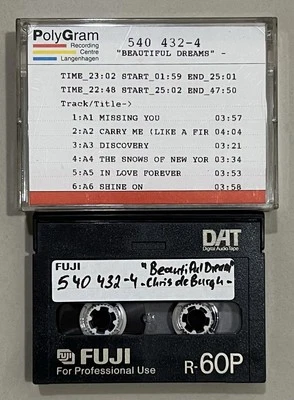 PolyGram
Recording
Centre
Langenhagen
540 432-4
"BEAUTIFUL DREAMS" -
TIME_23:02 START_01:59 END_25:01
TIME_22:48 START_25:02 END_47:50
Track/Title->
1:A1 MISSING YOU 03:57
2:A2 CARRY ME (LIKE A FIR 04:04
3:A3 DISCOVERY 03:21
4:A4 THE SNOWS OF NEW YOR 03:34
5:A5 IN LOVE FOREVER 03:53
6:A6 SHINE ON 03:58
DAT
Digital Audio Tape
FUJI
"Beautiful Dream"
540 432-4 -Chris de Burgh-
FUJI
For Professional Use
R-60P